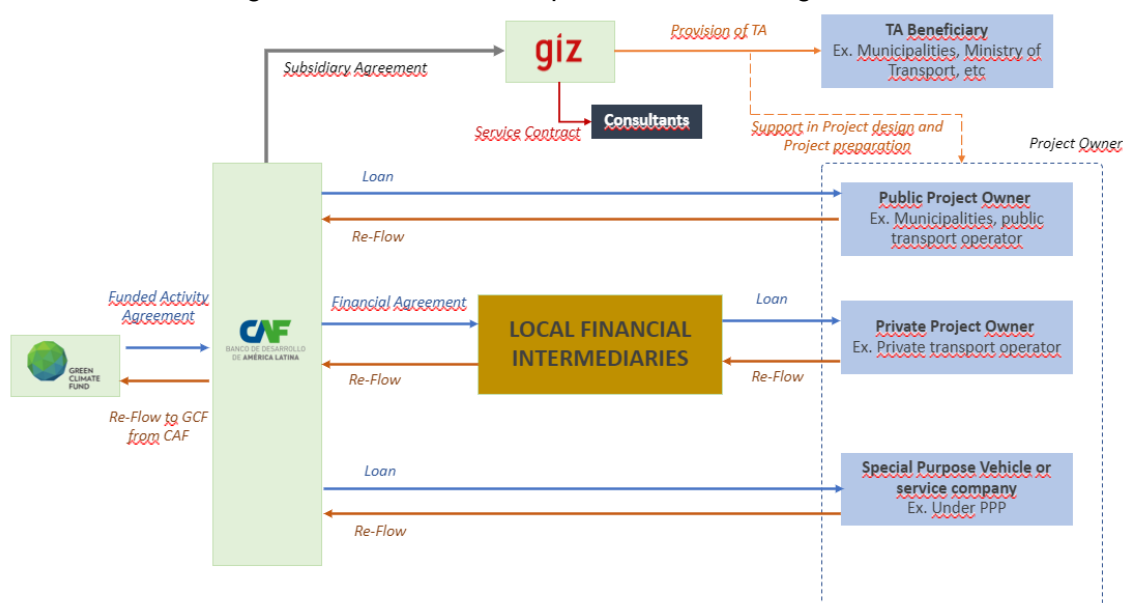 giz
Provision of TA
TA Beneficiary
Ex. Municipalities, Ministry of
Transport, etc
Subsidiary Agreement
Consultants
Service Contract
Support in Project design and
Project preparation
Project Owner
Loan
Public Project Owner
Ex. Municipalities, public
transport operator
Re-Flow
Funded Activity
Agreement
Financial Agreement
Loan
CAF
BANCO DE DESARROLLO
DE AMÉRICA LATINA
LOCAL FINANCIAL
INTERMEDIARIES
Private Project Owner
Ex. Private transport operator
GREEN
CLIMATE
FUND
Re-Flow
Re-Flow
Re-Flow to GCF
from CAF
Loan
Special Purpose Vehicle or
service company
Ex. Under PPP
Re-Flow